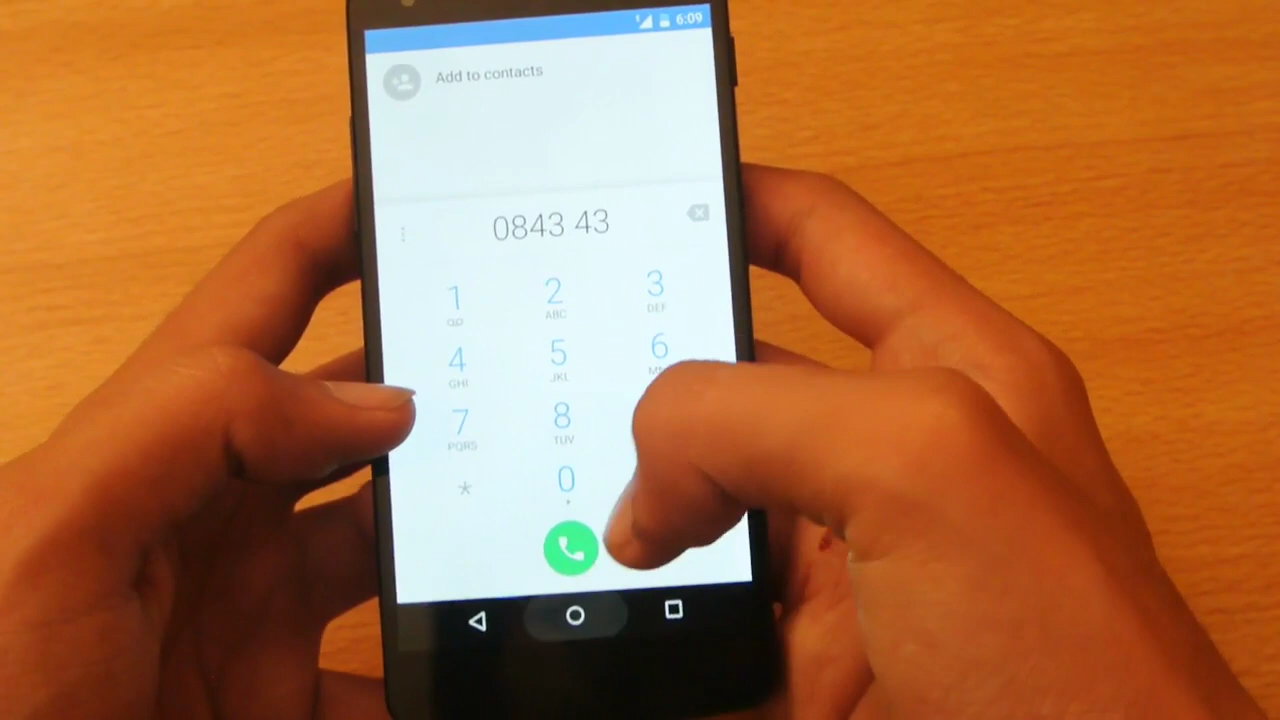 6:09
Add to contacts
0843 43
1 2 3
ABC DEF
4 5 6
GHI JKL
7 8
PQRS TUV
* 0